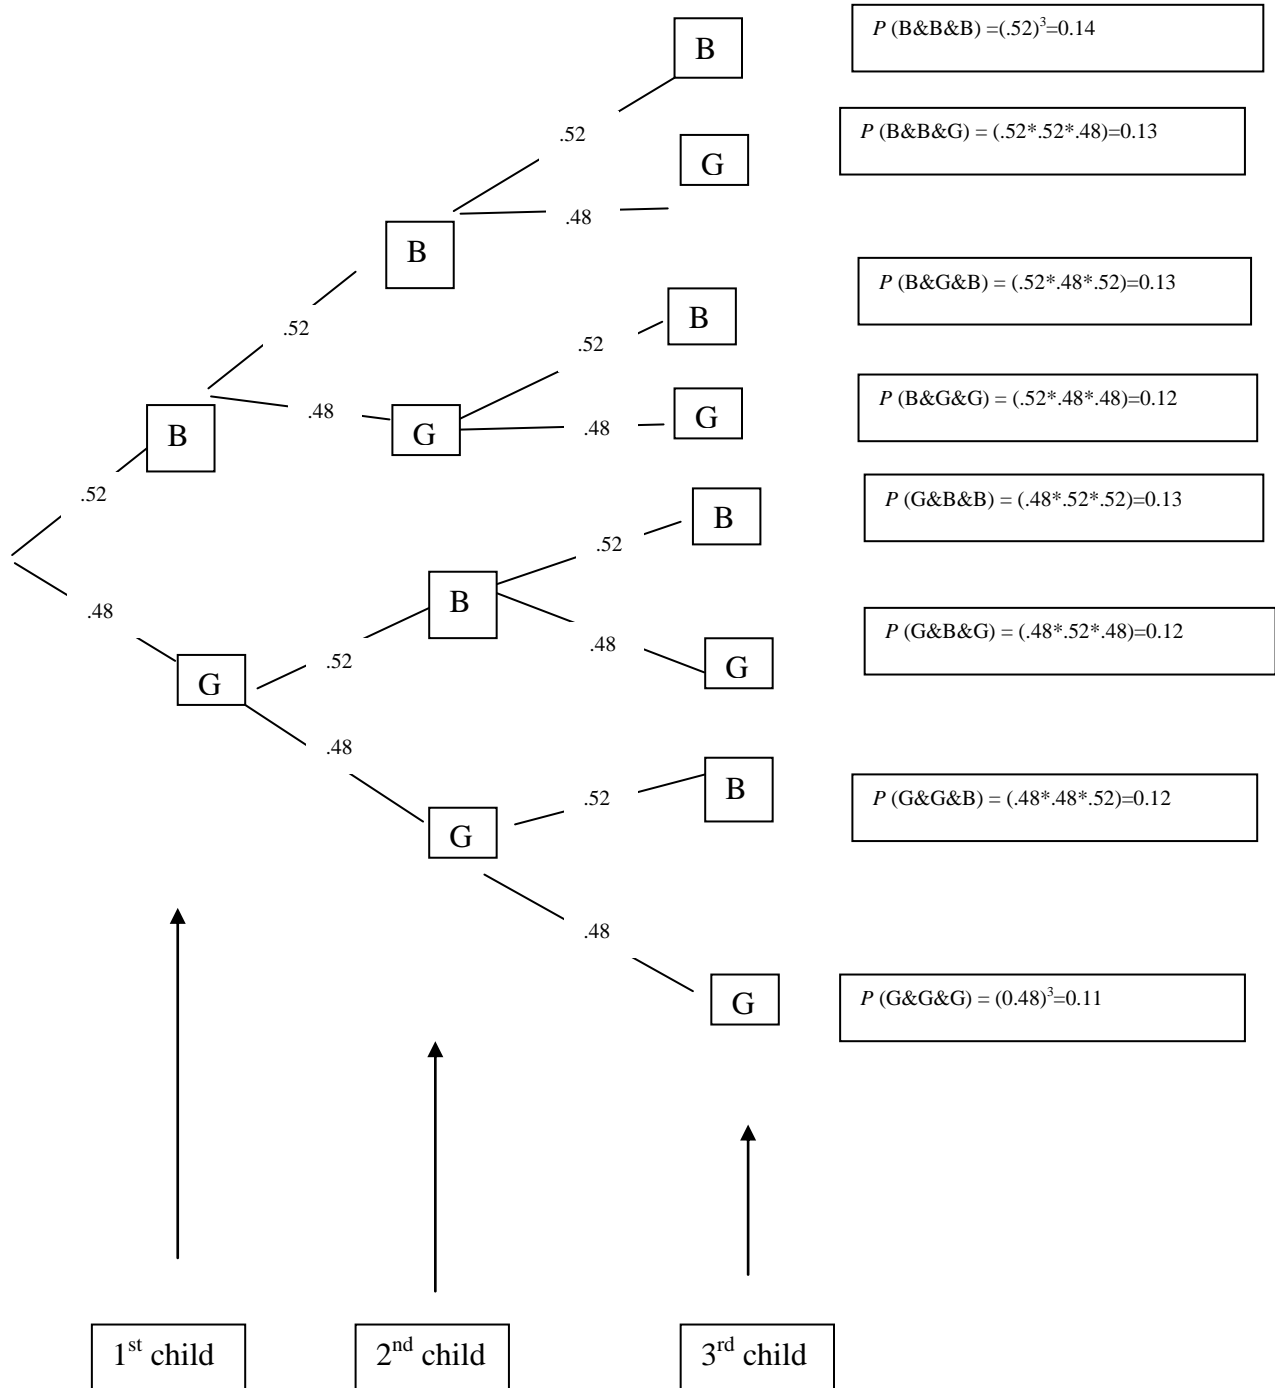 B
P (B&B&B) =(.52)³=0.14
.52
P (B&B&G) = (.52*.52*.48)=0.13
G
.48
B
P (B&G&B) = (.52*.48*.52)=0.13
B
.52
.52
P (B&G&G) = (.52*.48*.48)=0.12
.48
G
.48
G
B
P (G&B&B) = (.48*.52*.52)=0.13
.52
B
.52
B
.48
P (G&B&G) = (.48*.52*.48)=0.12
.48
.52
G
G
.48
B
P (G&G&B) = (.48*.48*.52)=0.12
.52
G
.48
G
P (G&G&G) = (0.48)³=0.11
1st child
2nd child
3rd child